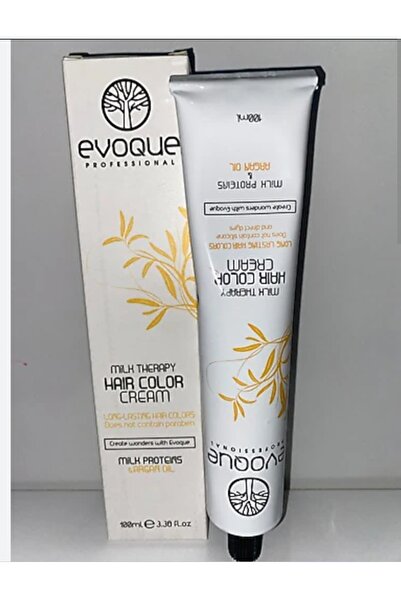 evoque
PROFESSIONAL
MILK THERAPY
HAIR COLOR
CREAM
LONG-LASTING HAIR COLORS
Does not contain paraben
Create wonders with Evoque
MILK PROTEINS
& ARGAN OIL
100ml e 3.38 fl.oz
evoque
PROFESSIONAL
MILK THERAPY
HAIR COLOR
CREAM
LONG LASTING HAIR COLORS
Does not contain silicone
and direct dyes
Create wonders with Evoque
MILK PROTEINS
&
ARGAN OIL
100ml